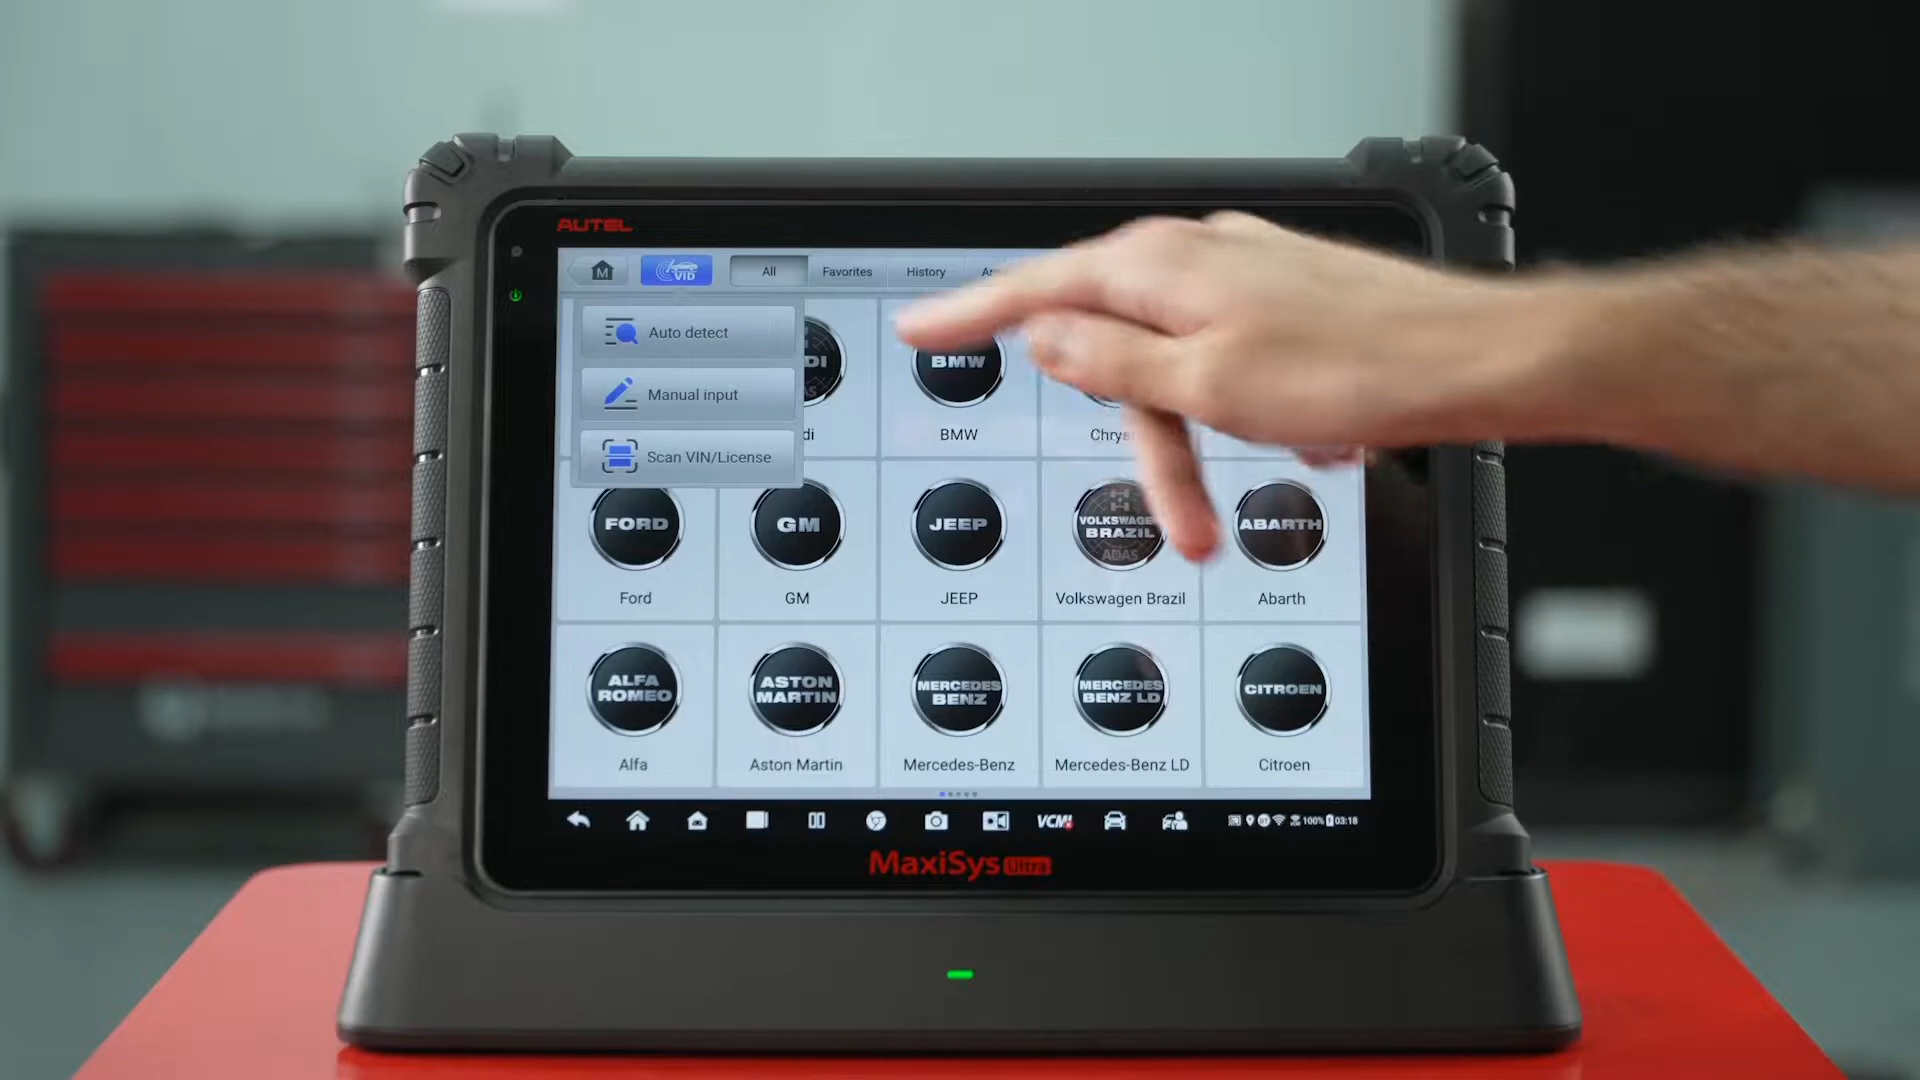 AUTEL
M
VID
All
Favorites
History
Auto detect
Manual input
Scan VIN/License
BMW
BMW
FORD
GM
JEEP
VOLKSWAGEN
BRAZIL
ADAS
ABARTH
Ford
GM
JEEP
Volkswagen Brazil
Abarth
ALFA
ROMEO
ASTON
MARTIN
MERCEDES
BENZ
MERCEDES
BENZ LD
CITROEN
Alfa
Aston Martin
Mercedes-Benz
Mercedes-Benz LD
Citroen
VCMI
100%
03:18
MaxiSys Ultra